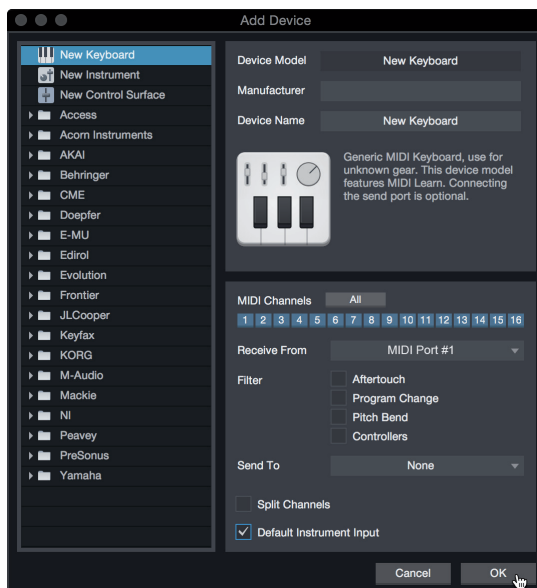 Add Device
New Keyboard
New Instrument
New Control Surface
Access
Acorn Instruments
AKAI
Behringer
CME
Doepfer
E-MU
Edirol
Evolution
Frontier
JLCooper
Keyfax
KORG
M-Audio
Mackie
NI
Peavey
PreSonus
Yamaha
Device Model New Keyboard
Manufacturer
Device Name New Keyboard
Generic MIDI Keyboard, use for
unknown gear. This device model
features MIDI Learn. Connecting
the send port is optional.
MIDI Channels All
1 2 3 4 5 6 7 8 9 10 11 12 13 14 15 16
Receive From MIDI Port #1
Filter Aftertouch
Program Change
Pitch Bend
Controllers
Send To None
Split Channels
Default Instrument Input
Cancel OK